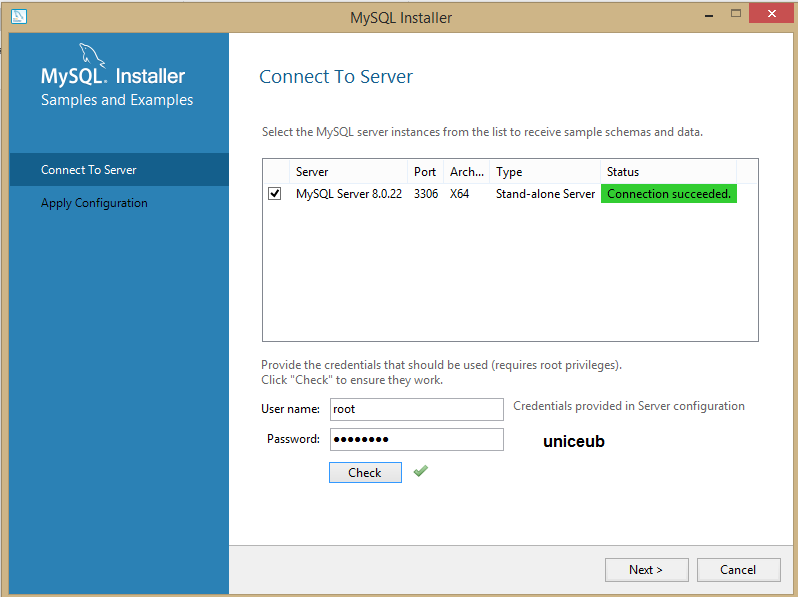 MySQL Installer
MySQL. Installer
Samples and Examples
Connect To Server
Apply Configuration
Connect To Server
Select the MySQL server instances from the list to receive sample schemas and data.
Server Port Arch... Type Status
MySQL Server 8.0.22 3306 X64 Stand-alone Server Connection succeeded.
Provide the credentials that should be used (requires root privileges).
Click "Check" to ensure they work.
User name: root Credentials provided in Server configuration
Password: ●●●●●●●● uniceub
Check
Next > Cancel